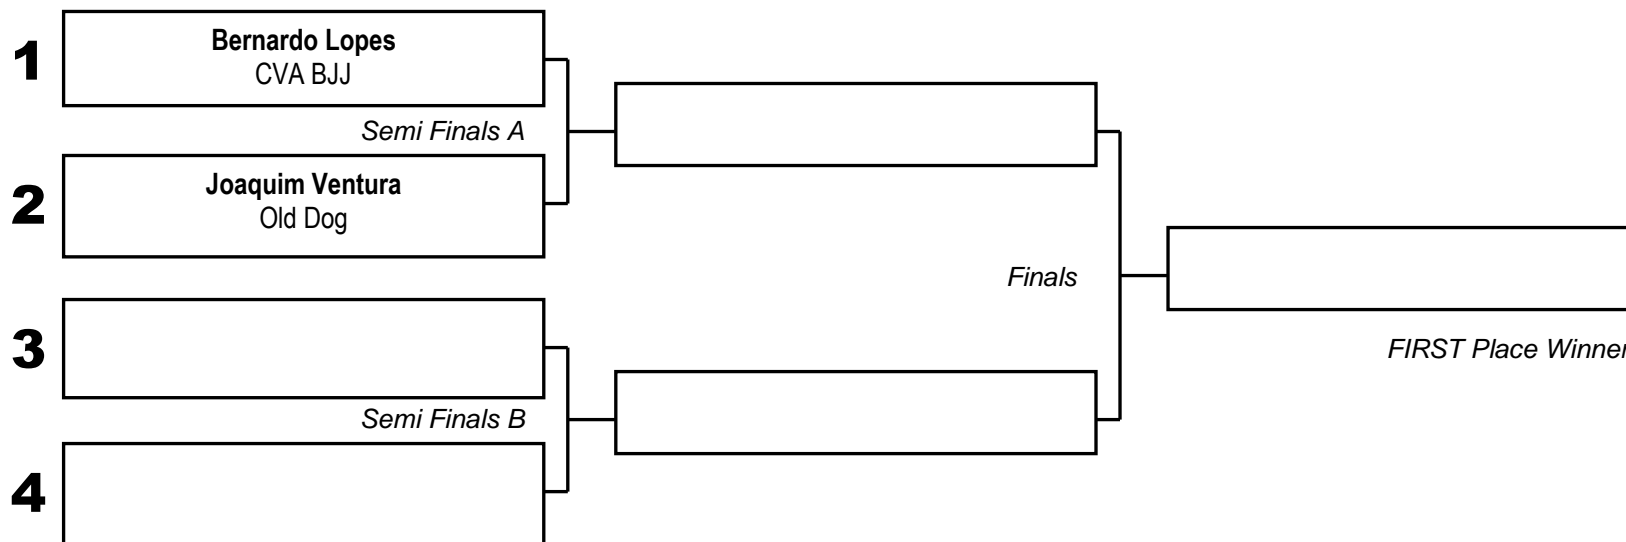 1
Bernardo Lopes
CVA BJJ
Semi Finals A
2
Joaquim Ventura
Old Dog
Finals
3
FIRST Place Winner
Semi Finals B
4